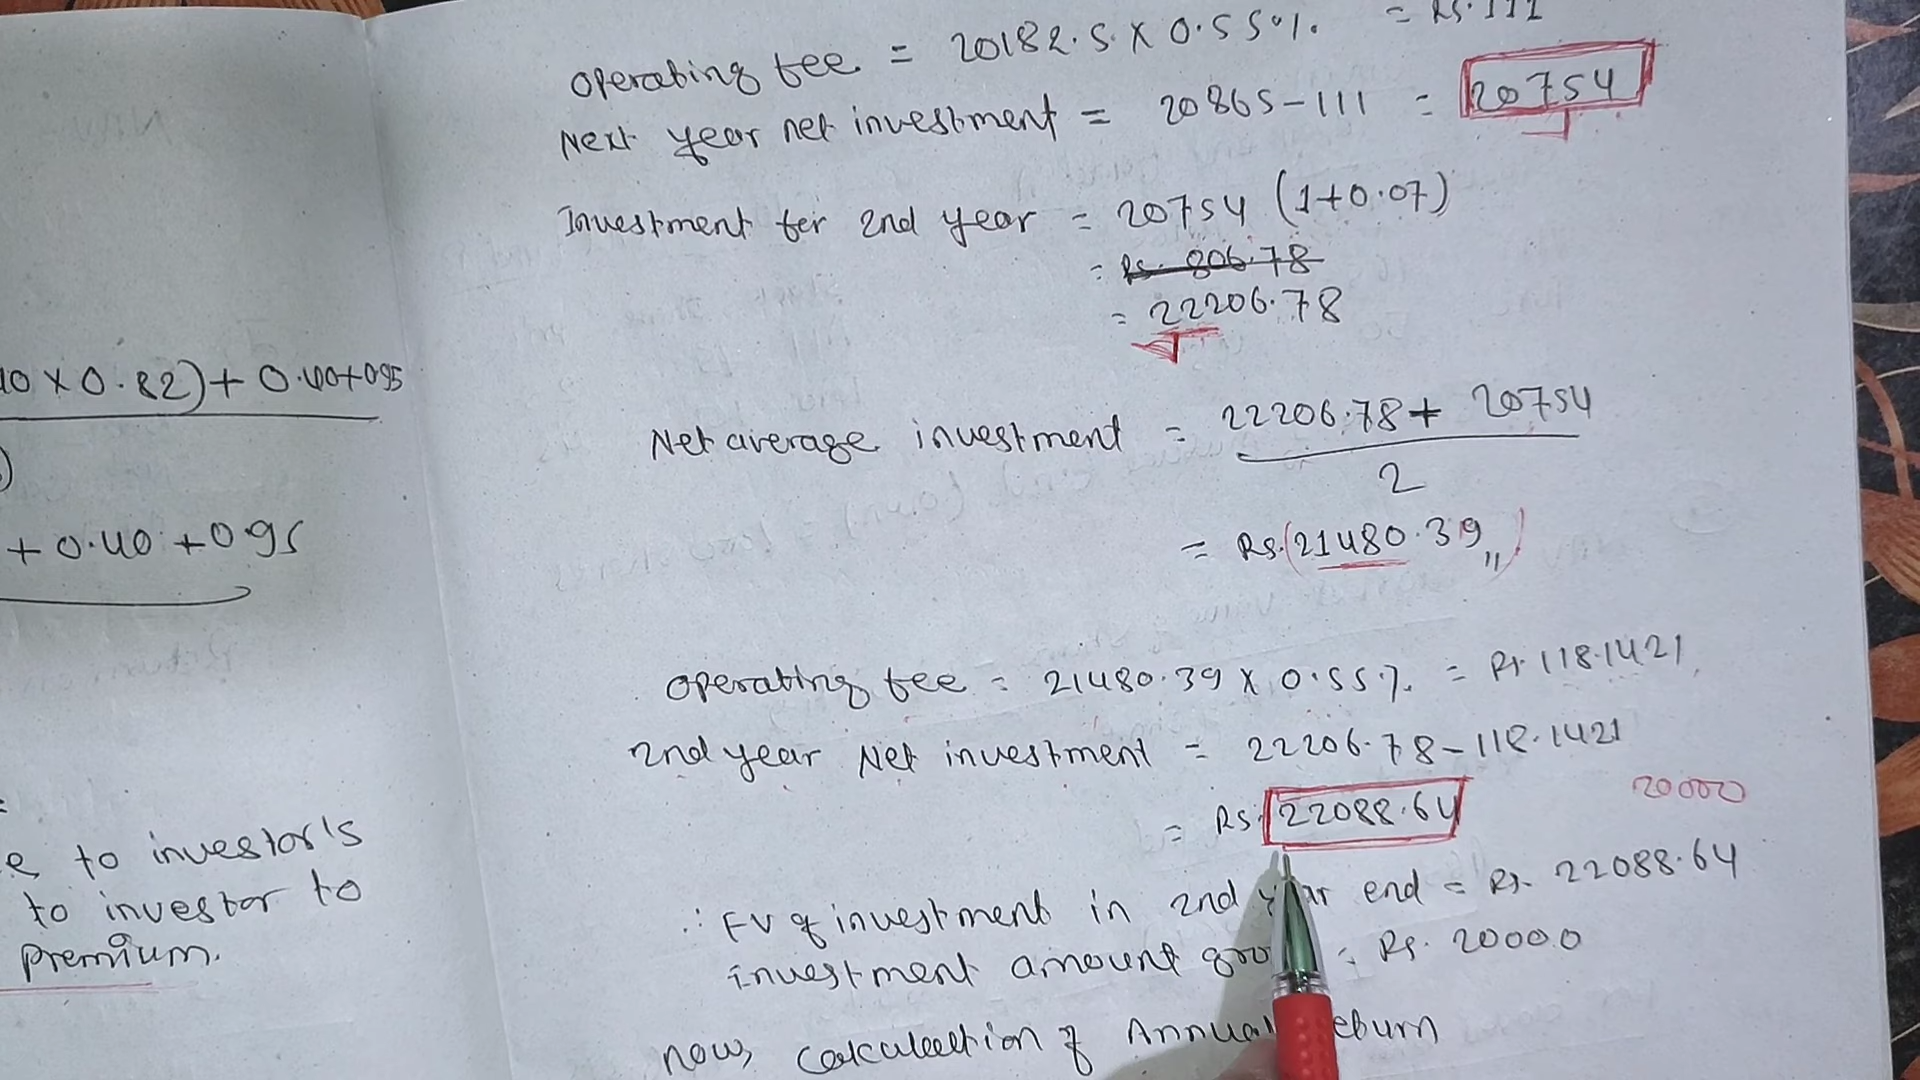 10 x 0.82) + 0.40+095
)
+ 0.40 + 0.95
e to investor's
to investor to
premium.
operating fee = 20182.5 x 0.55%. = Rs. 111
Next year net investment = 20865 - 111 = 20754
Investment for 2nd year = 20754 (1+0.07)
= Rs. 806.78
= 22206.78
Net average investment = 22206.78 + 20754
2
= Rs. (21480.39,,)
operating fee = 21480.39 x 0.55%. = Rs. 118.1421
2nd year Net investment = 22206.78 - 118.1421
= Rs. 22088.64
20000
∴ FV of investment in 2nd year end = Rs. 22088.64
investment amount = Rs. 20000
now, calculation of Annual return